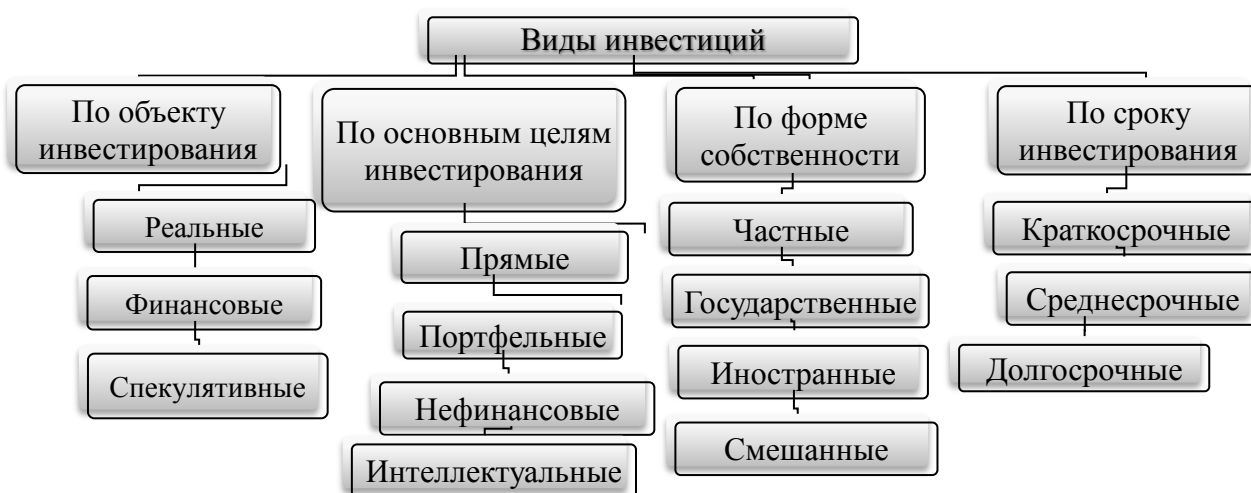 Виды инвестиций
По объекту
инвестирования
Реальные
Финансовые
Спекулятивные
По основным целям
инвестирования
Прямые
Портфельные
Нефинансовые
Интеллектуальные
По форме
собственности
Частные
Государственные
Иностранные
Смешанные
По сроку
инвестирования
Краткосрочные
Среднесрочные
Долгосрочные